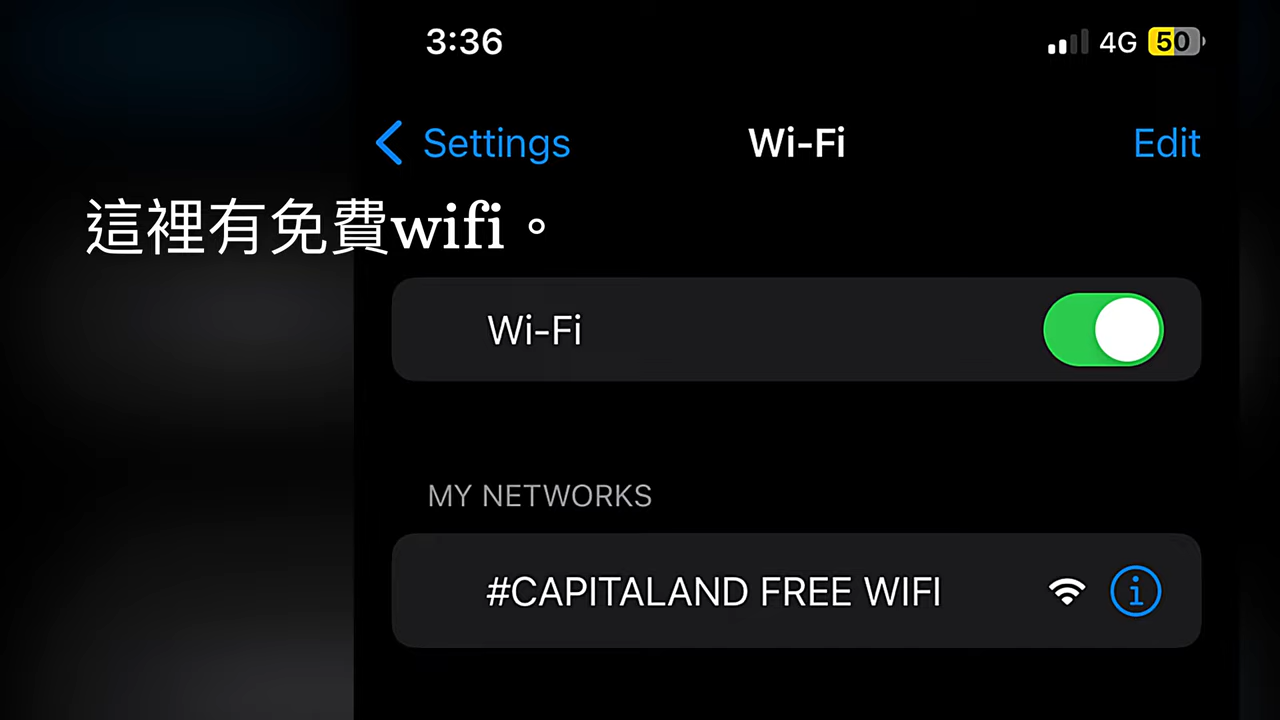 3:36 4G 50
Settings Wi-Fi Edit
這裡有免費wifi。
Wi-Fi
MY NETWORKS
#CAPITALAND FREE WIFI